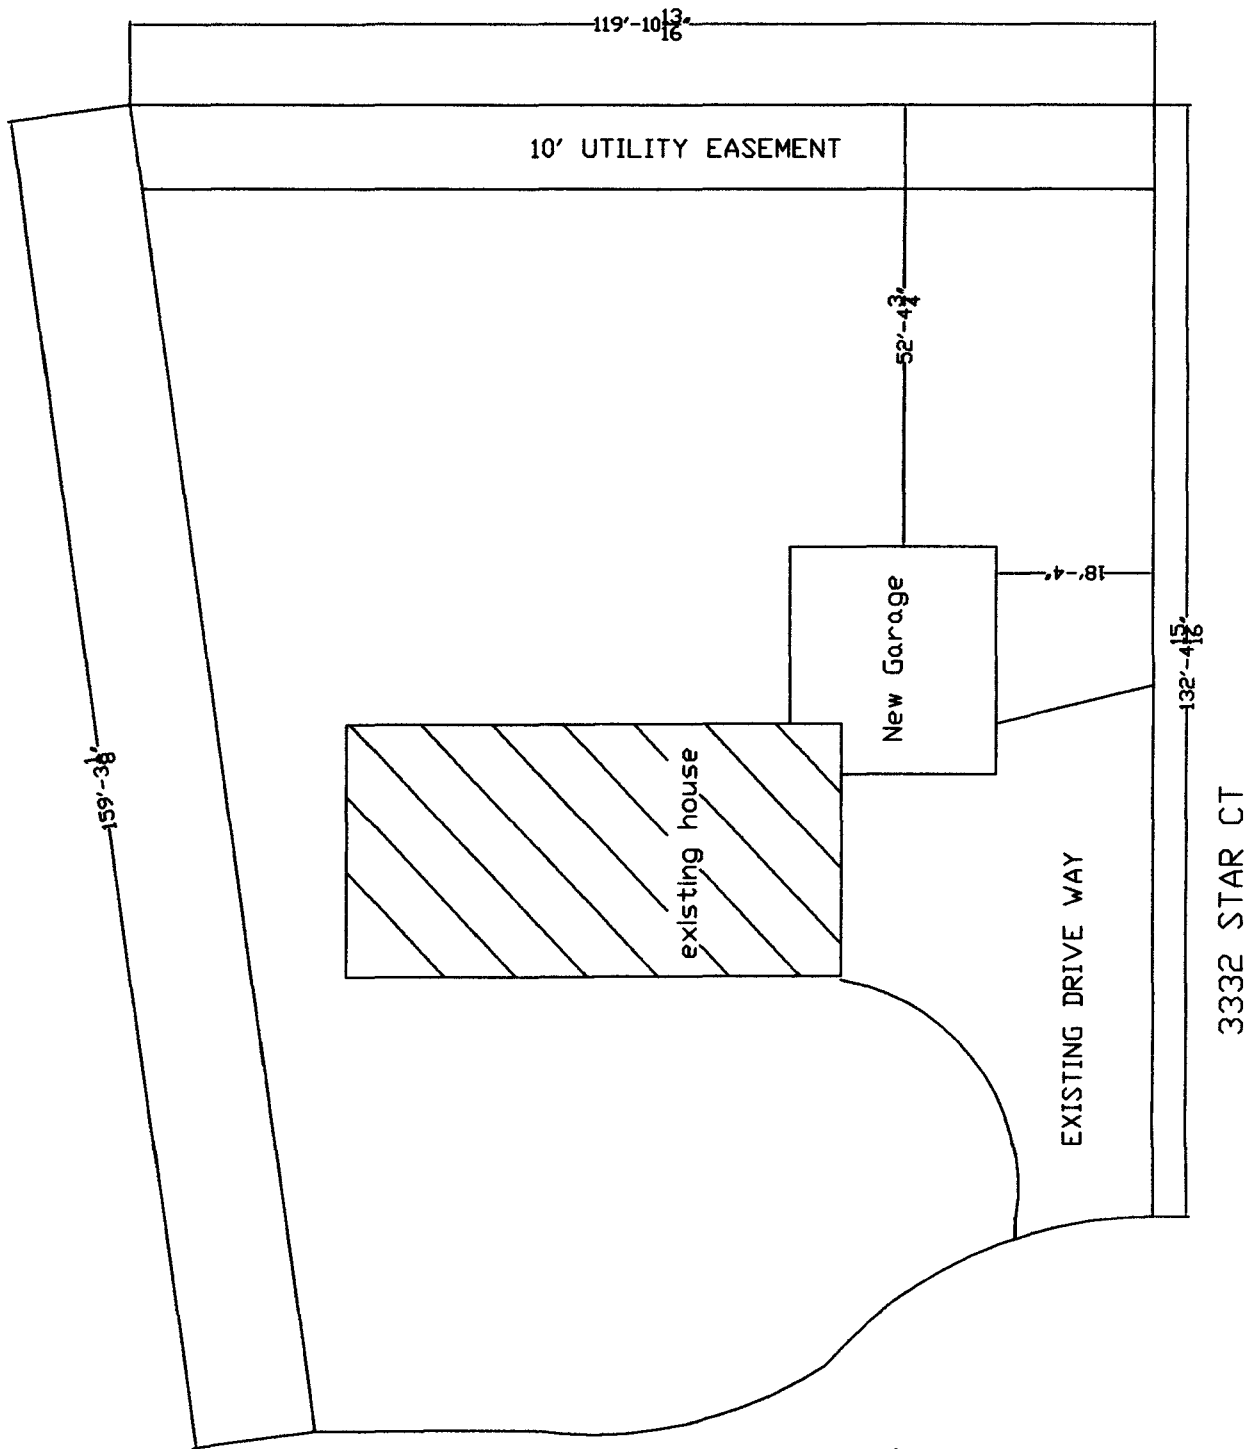 119'-10 13/16"
10' UTILITY EASEMENT
52'-4 3/4"
18'-4"
New Garage
132'-4 15/16"
159'-3 1/8"
existing house
EXISTING DRIVE WAY
3332 STAR CT